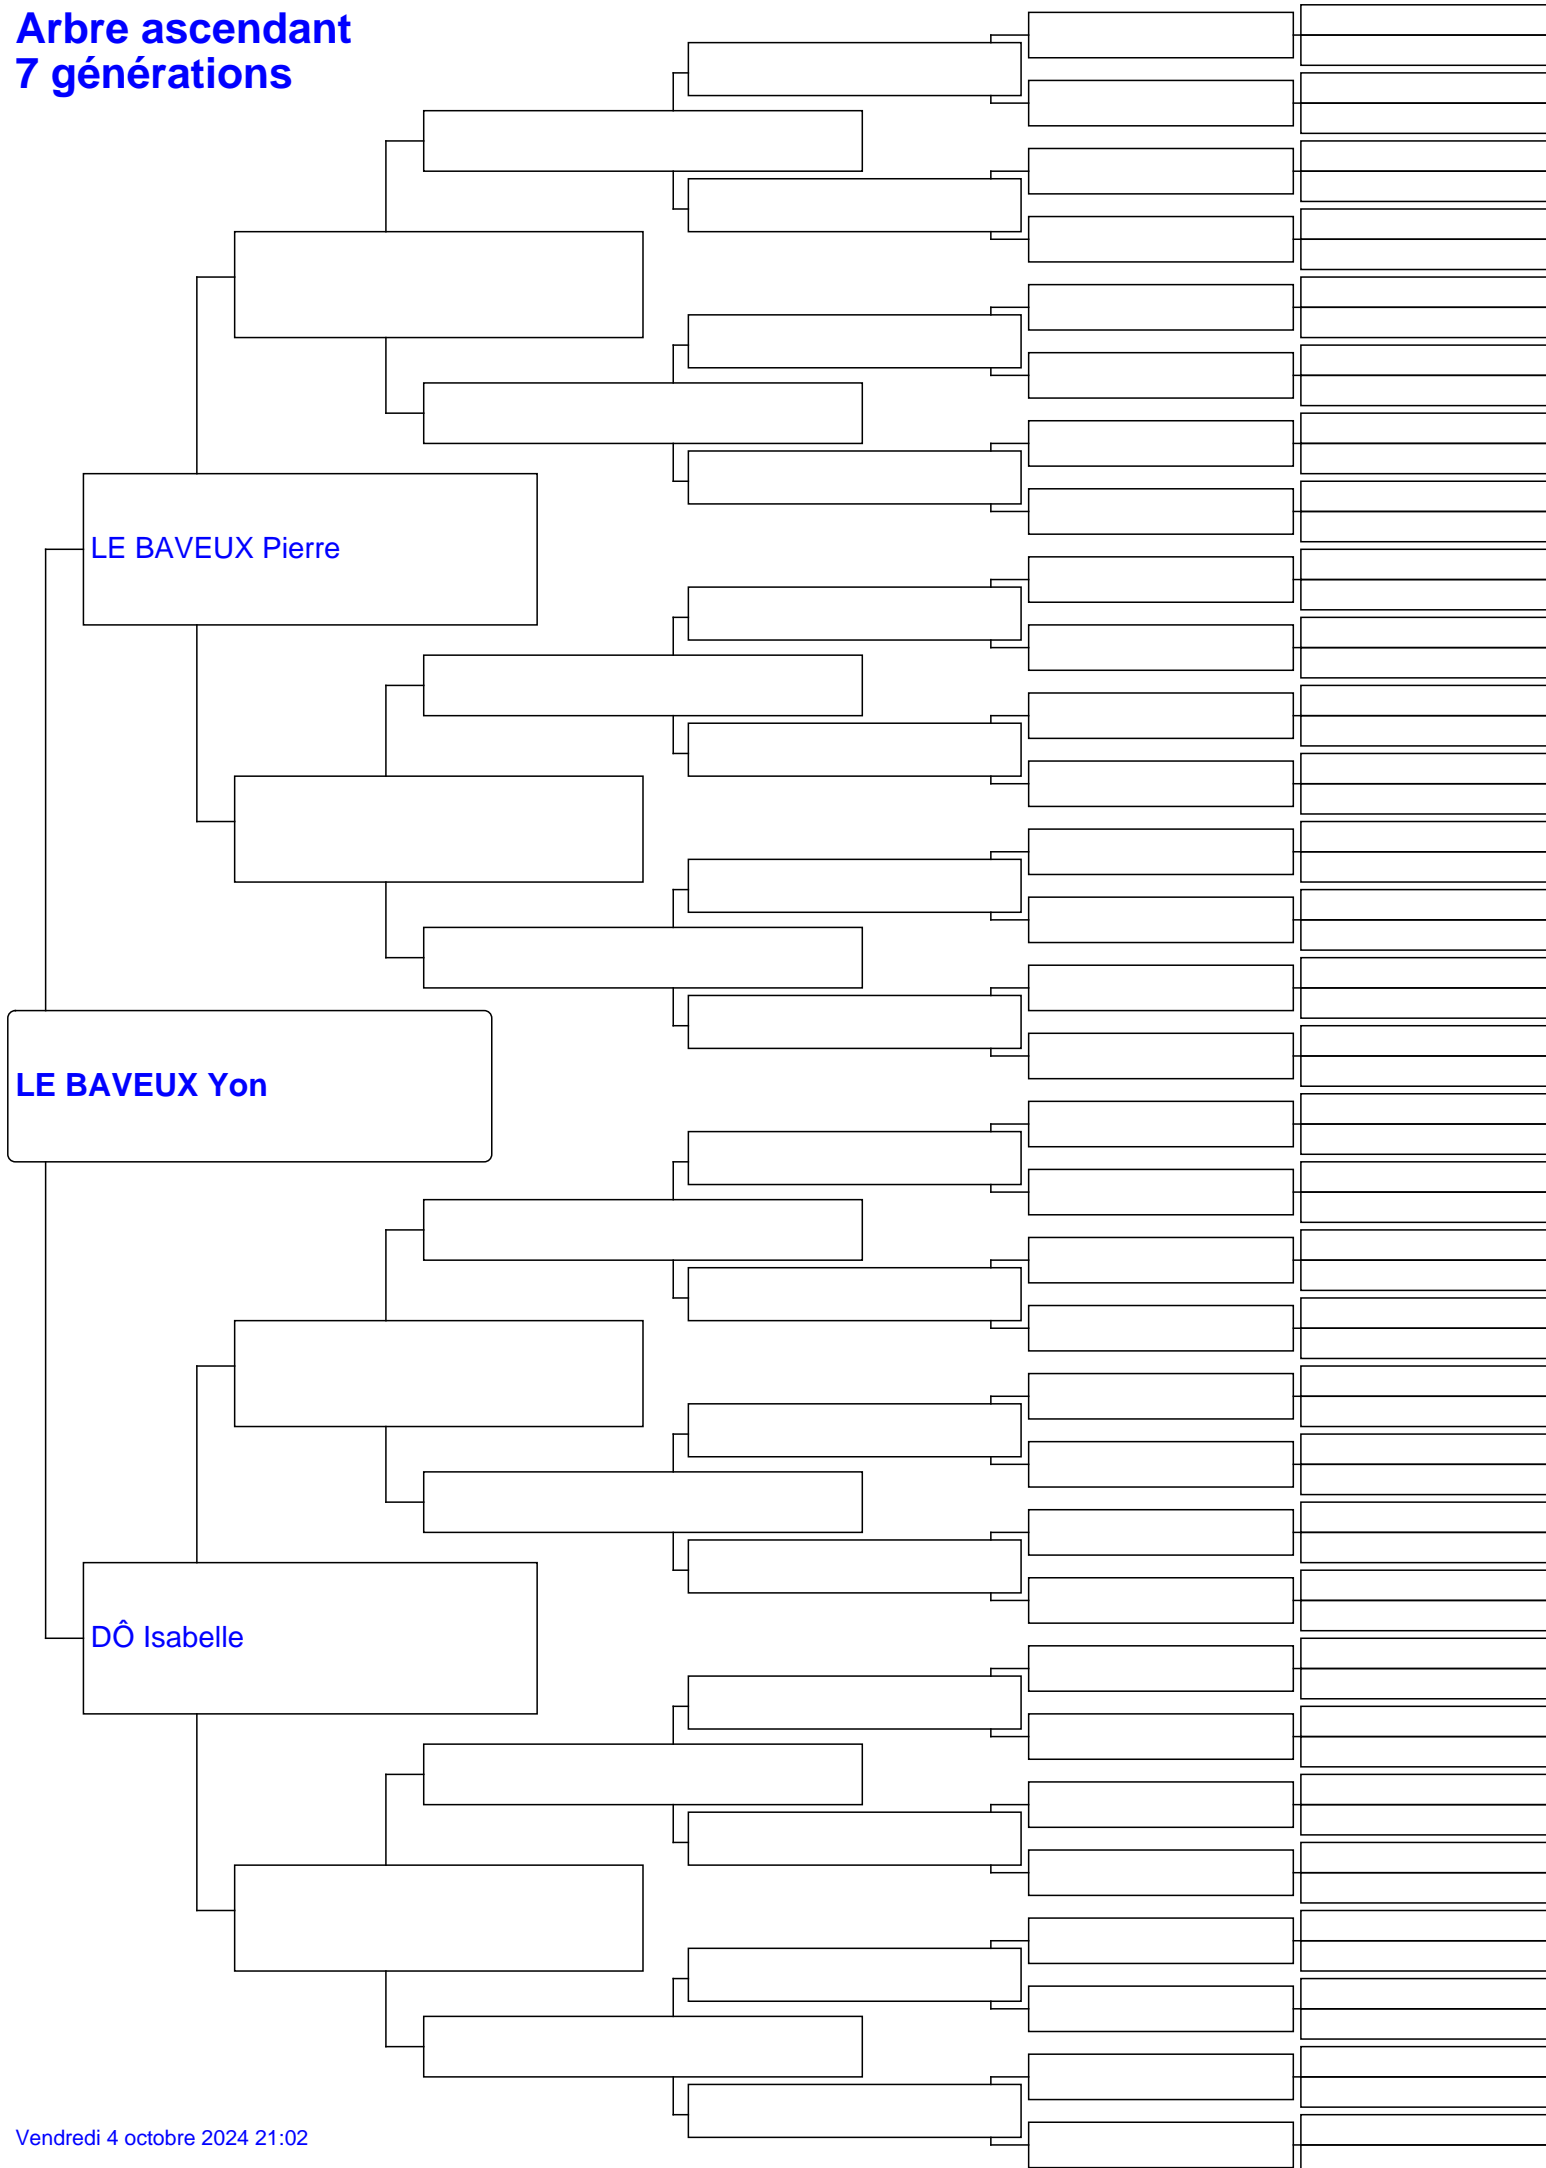 Arbre ascendant
7 générations
LE BAVEUX Pierre
LE BAVEUX Yon
DÔ Isabelle
Vendredi 4 octobre 2024 21:02